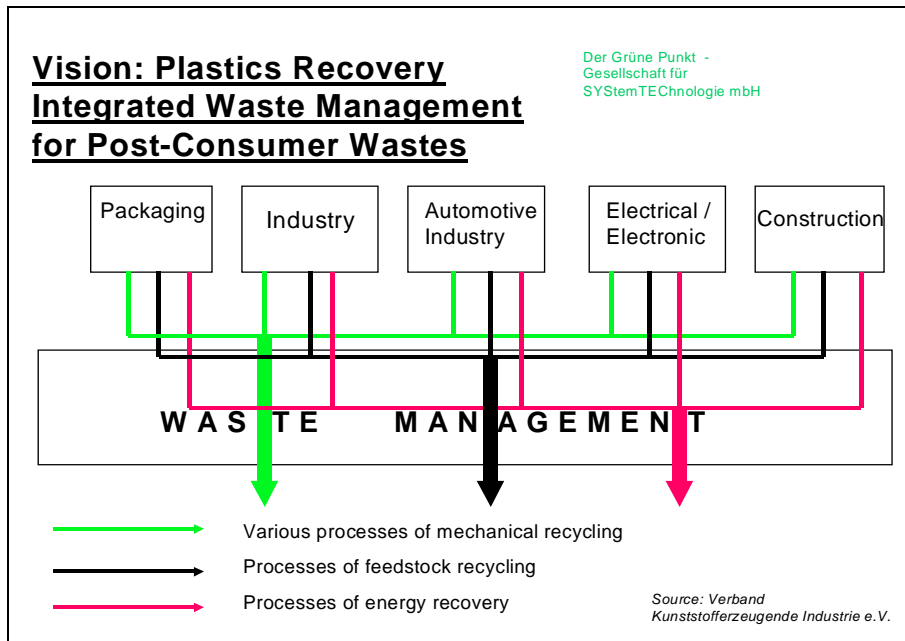 Vision: Plastics Recovery
Integrated Waste Management
for Post-Consumer Wastes
Der Grüne Punkt -
Gesellschaft für
SYStemTEChnologie mbH
Packaging
Industry
Automotive
Industry
Electrical /
Electronic
Construction
WASTE MANAGEMENT
Various processes of mechanical recycling
Processes of feedstock recycling
Processes of energy recovery
Source: Verband
Kunststofferzeugende Industrie e.V.